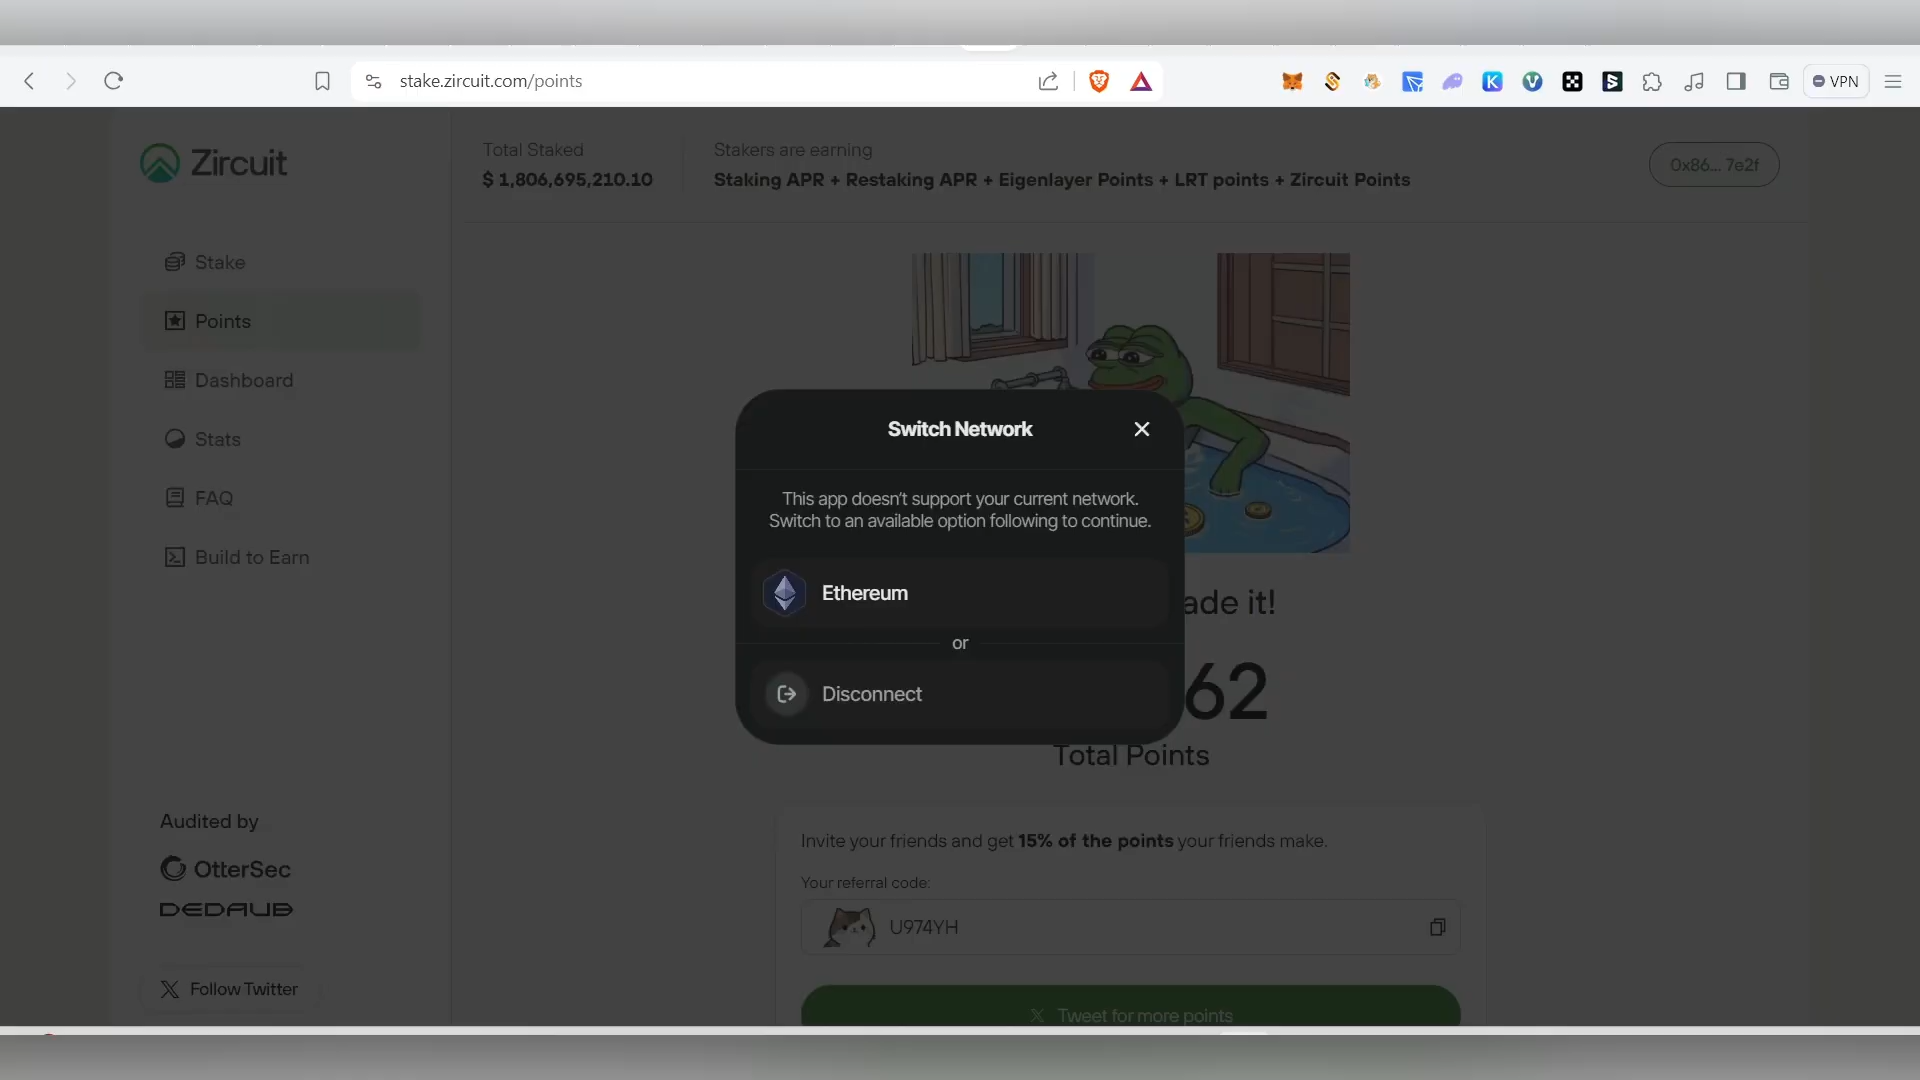 stake.zircuit.com/points
VPN
Zircuit
Total Staked
$ 1,806,695,210.10
Stakers are earning
Staking APR + Restaking APR + Eigenlayer Points + LRT points + Zircuit Points
0x86... 7e2f
Stake
Points
Dashboard
Stats
FAQ
Build to Earn
Audited by
OtterSec
DEDAUB
Follow Twitter
Switch Network
This app doesn't support your current network.
Switch to an available option following to continue.
Ethereum
or
Disconnect
ade it!
62
Total Points
Invite your friends and get 15% of the points your friends make.
Your referral code:
U974YH
Tweet for more points